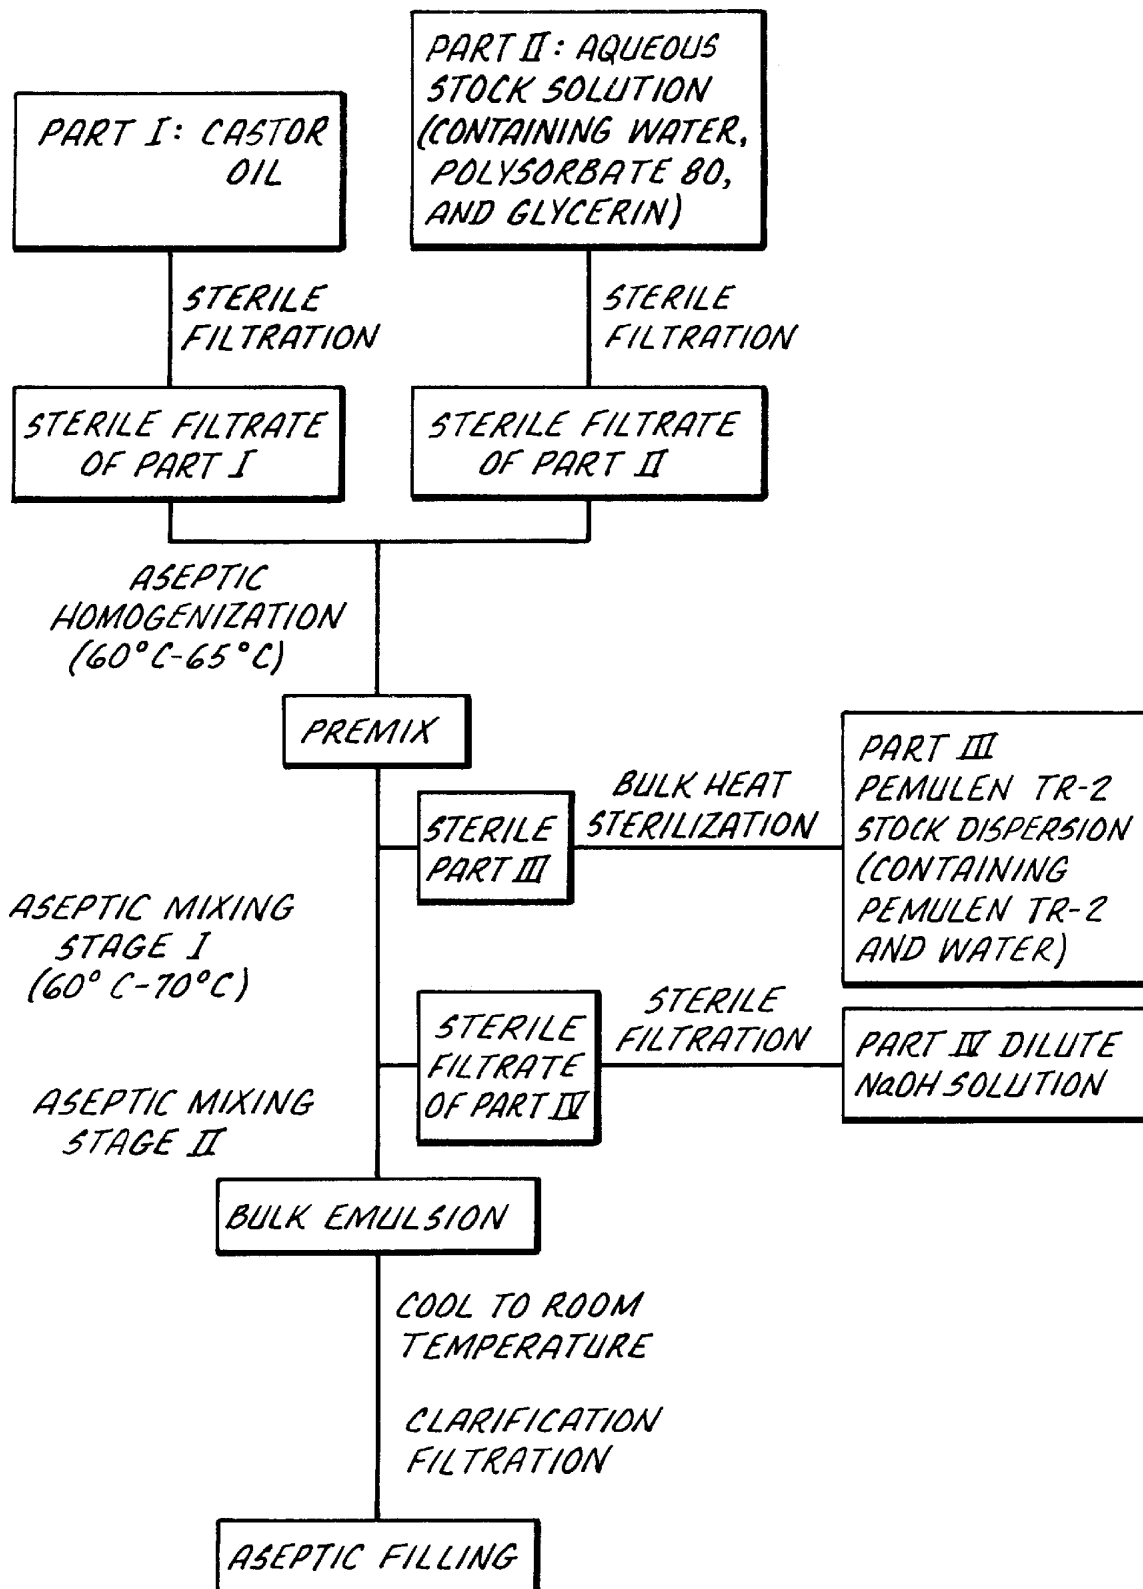 PART I: CASTOR
OIL
PART II: AQUEOUS
STOCK SOLUTION
(CONTAINING WATER,
POLYSORBATE 80,
AND GLYCERIN)
STERILE
FILTRATION
STERILE
FILTRATION
STERILE FILTRATE
OF PART I
STERILE FILTRATE
OF PART II
ASEPTIC
HOMOGENIZATION
(60°C-65°C)
PREMIX
STERILE
PART III
BULK HEAT
STERILIZATION
PART III
PEMULEN TR-2
STOCK DISPERSION
(CONTAINING
PEMULEN TR-2
AND WATER)
ASEPTIC MIXING
STAGE I
(60°C-70°C)
STERILE
FILTRATE
OF PART IV
STERILE
FILTRATION
PART IV DILUTE
NaOH SOLUTION
ASEPTIC MIXING
STAGE II
BULK EMULSION
COOL TO ROOM
TEMPERATURE
CLARIFICATION
FILTRATION
ASEPTIC FILLING